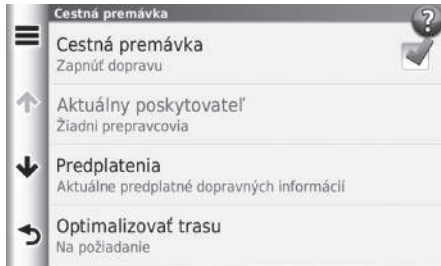 Cestná premávka
?
Cestná premávka
Zapnúť dopravu
Aktuálny poskytovateľ
Žiadni prepravcovia
Predplatenia
Aktuálne predplatné dopravných informácií
Optimalizovať trasu
Na požiadanie